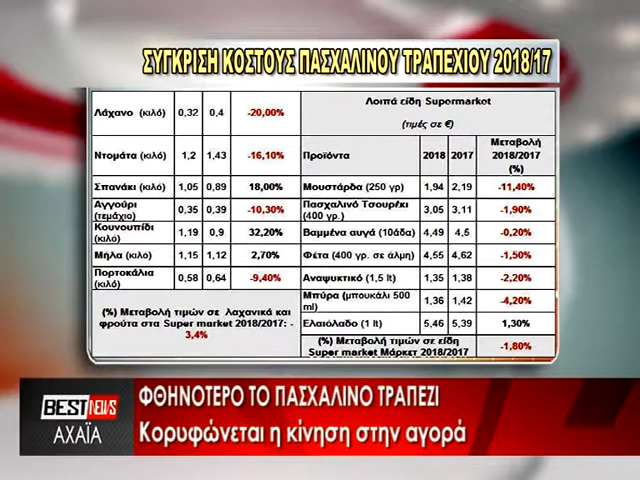 ΣΥΓΚΡΙΣΗ ΚΟΣΤΟΥΣ ΠΑΣΧΑΛΙΝΟΥ ΤΡΑΠΕΧΙΟΥ 2018/17
Λάχανο (κιλό) 0,32 0,4 -20,00%
Ντομάτα (κιλό) 1,2 1,43 -16,10%
Σπανάκι (κιλό) 1,05 0,89 18,00%
Αγγούρι (τεμάχιο) 0,35 0,39 -10,30%
Κουνουπίδι (κιλό) 1,19 0,9 32,20%
Μήλα (κιλό) 1,15 1,12 2,70%
Πορτοκάλια (κιλό) 0,58 0,64 -9,40%
(%) Μεταβολή τιμών σε λαχανικά και
φρούτα στα Super market 2018/2017: -
3,4%
Λοιπά είδη Supermarket
(τιμές σε €)
Προϊόντα 2018 2017 Μεταβολή 2018/2017 (%)
Μουστάρδα (250 γρ) 1,94 2,19 -11,40%
Πασχαλινό Τσουρέκι (400 γρ.) 3,05 3,11 -1,90%
Βαμμένα αυγά (10άδα) 4,49 4,5 -0,20%
Φέτα (400 γρ. σε άλμη) 4,55 4,62 -1,50%
Αναψυκτικό (1,5 lt) 1,35 1,38 -2,20%
Μπύρα (μπουκάλι 500 ml) 1,36 1,42 -4,20%
Ελαιόλαδο (1 lt) 5,46 5,39 1,30%
(%) Μεταβολή τιμών σε είδη
Super market Μάρκετ 2018/2017 -1,80%
BEST NEWS
ΑΧΑΪΑ
ΦΘΗΝΟΤΕΡΟ ΤΟ ΠΑΣΧΑΛΙΝΟ ΤΡΑΠΕΖΙ
Κορυφώνεται η κίνηση στην αγορά